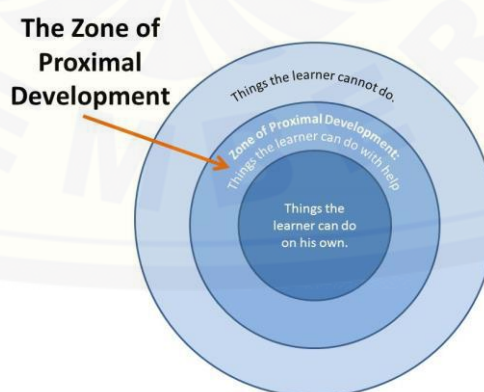 The Zone of
Proximal
Development
Things the learner cannot do.
Zone of Proximal Development:
Things the learner can do with help
Things the
learner can do
on his own.